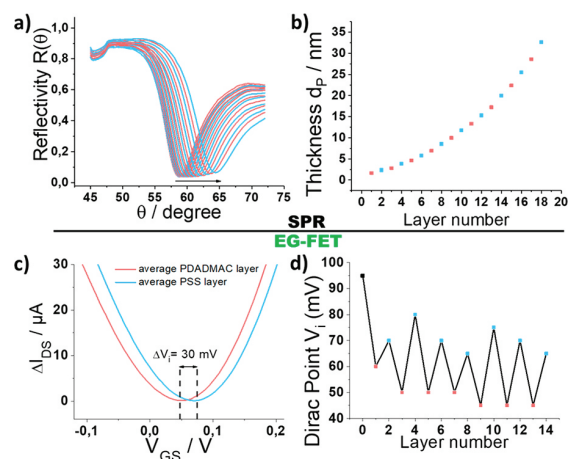 a)
Reflectivity R(θ)
1,0
0,8
0,6
0,4
0,2
0,0
40 45 50 55 60 65 70 75
θ / degree
b)
Thickness dP / nm
35
30
25
20
15
10
5
0
0 2 4 6 8 10 12 14 16 18 20
Layer number
SPR
EG-FET
c)
ΔIDS / μA
30
20
10
0
average PDADMAC layer
average PSS layer
ΔVi= 30 mV
-0,1 0,0 0,1 0,2
VGS / V
d)
Dirac Point Vi (mV)
100
90
80
70
60
50
40
0 2 4 6 8 10 12 14
Layer number